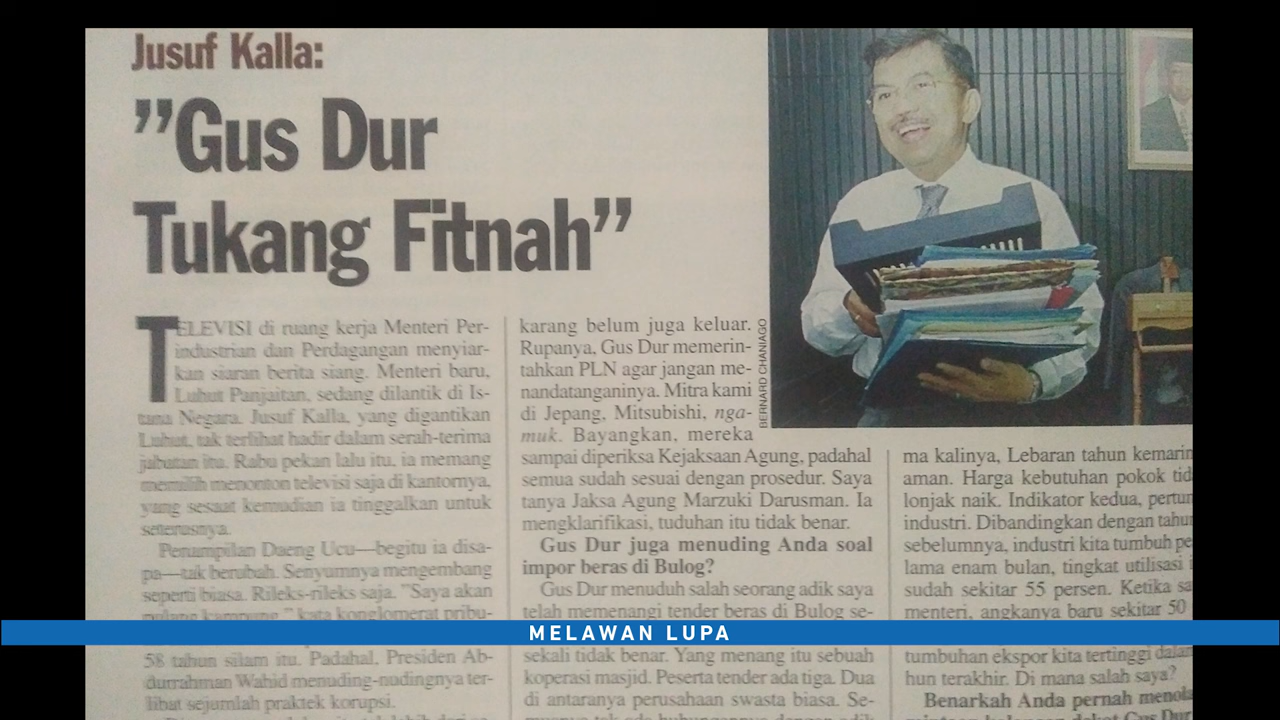 Jusuf Kalla:
”Gus Dur
Tukang Fitnah”
TELEVISI di ruang kerja Menteri Per-
industrian dan Perdagangan menyiar-
kan siaran berita siang. Menteri baru,
Luhut Panjaitan, sedang dilantik di Is-
tana Negara. Jusuf Kalla, yang digantikan
Luhut, tak terlihat hadir dalam serah-terima
jabatan itu. Rabu pekan lalu itu, ia memang
memilih menonton televisi saja di kantornya,
yang sesaat kemudian ia tinggalkan untuk
seterusnya.
Penampilan Daeng Ucu—begitu ia disa-
pa—tak berubah. Senyumnya mengembang
seperti biasa. Rileks-rileks saja. ”Saya akan
pulang kampung,” kata konglomerat pribu-
58 tahun silam itu. Padahal, Presiden Ab-
durrahman Wahid menuding-nudingnya ter-
libat sejumlah praktek korupsi.
karang belum juga keluar.
Rupanya, Gus Dur memerin-
tahkan PLN agar jangan me-
nandatanganinya. Mitra kami
di Jepang, Mitsubishi, nga-
muk. Bayangkan, mereka
sampai diperiksa Kejaksaan Agung, padahal
semua sudah sesuai dengan prosedur. Saya
tanya Jaksa Agung Marzuki Darusman. Ia
mengklarifikasi, tuduhan itu tidak benar.
Gus Dur juga menuding Anda soal
impor beras di Bulog?
Gus Dur menuduh salah seorang adik saya
telah memenangi tender beras di Bulog se-
sekali tidak benar. Yang menang itu sebuah
koperasi masjid. Peserta tender ada tiga. Dua
di antaranya perusahaan swasta biasa. Se-
BERNARD CHANIAGO
ma kalinya, Lebaran tahun kemarin
aman. Harga kebutuhan pokok tid
lonjak naik. Indikator kedua, pertur
industri. Dibandingkan dengan tahu
sebelumnya, industri kita tumbuh pe
lama enam bulan, tingkat utilisasi i
sudah sekitar 55 persen. Ketika sa
menteri, angkanya baru sekitar 50
tumbuhan ekspor kita tertinggi dalam
hun terakhir. Di mana salah saya?
Benarkah Anda pernah menola
MELAWAN LUPA